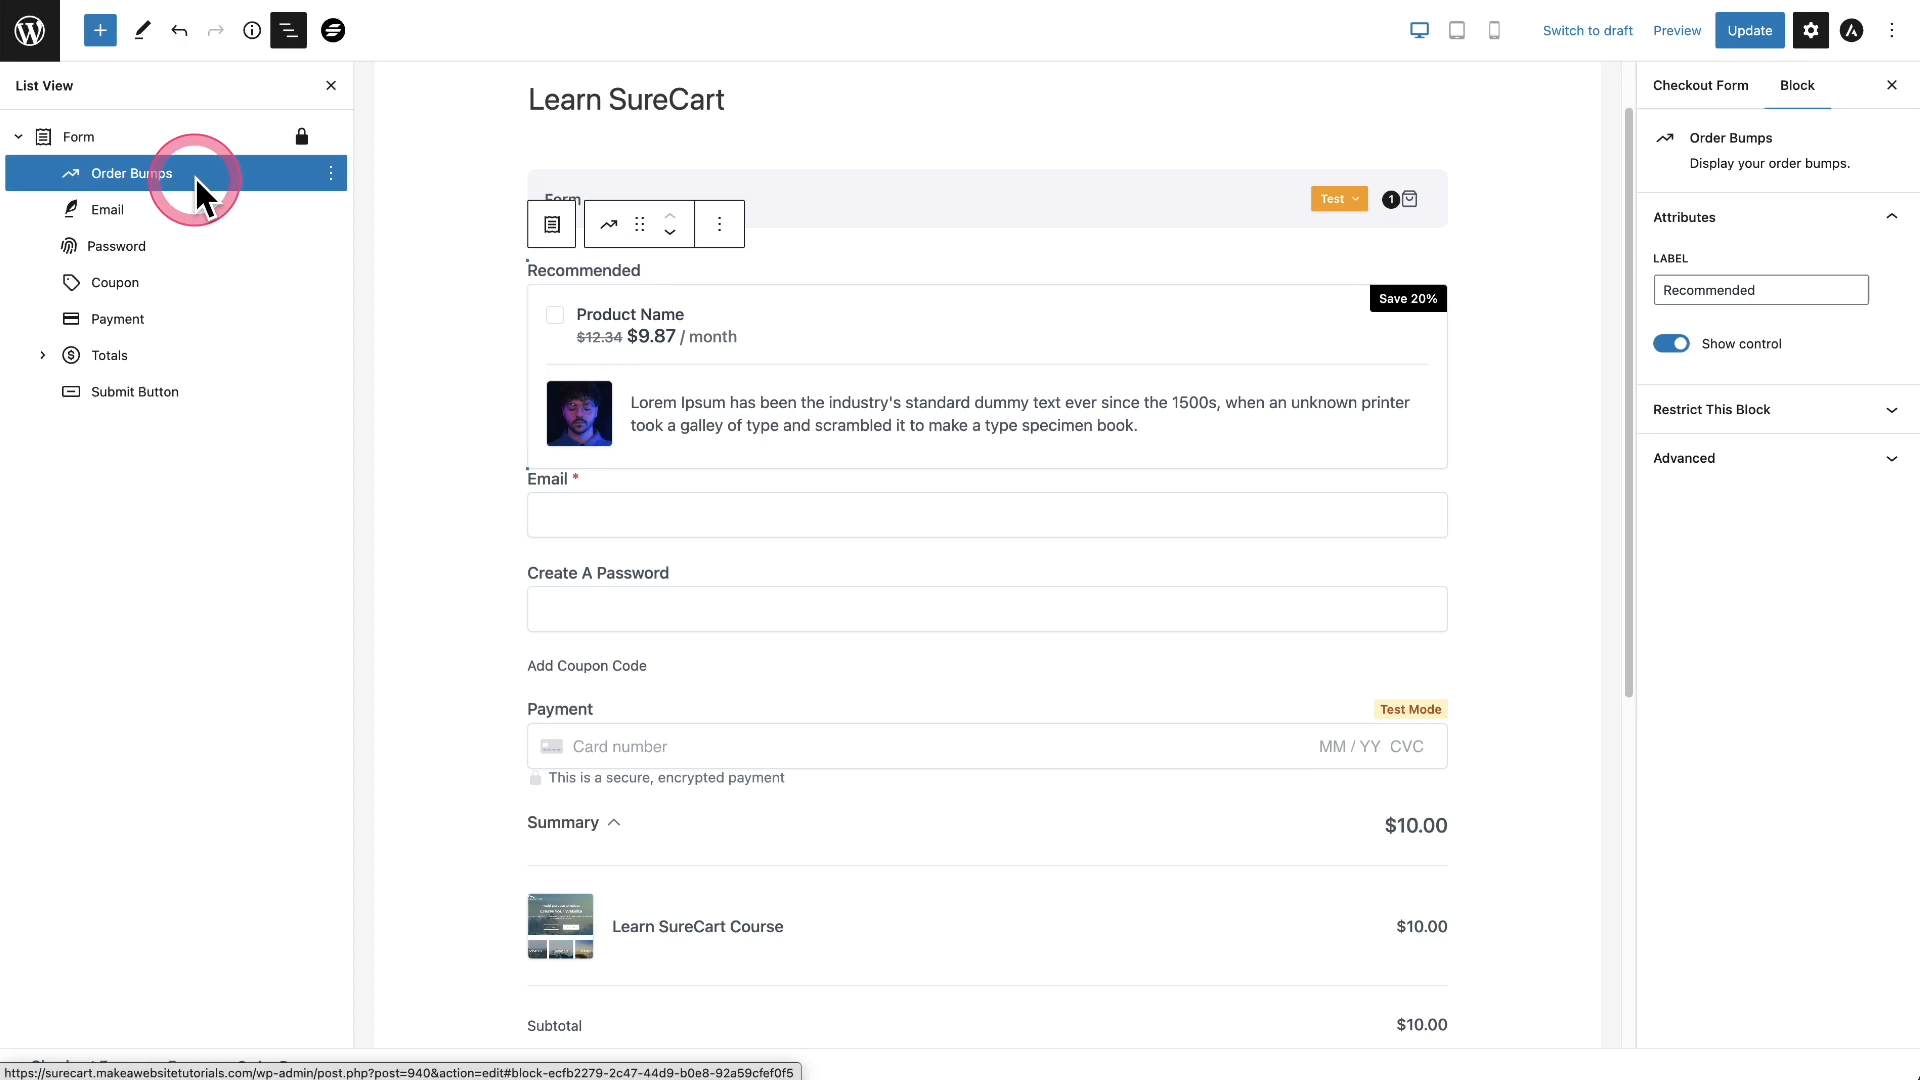 Switch to draft
Preview
Update
List View
Form
Order Bumps
Email
Password
Coupon
Payment
Totals
Submit Button
Learn SureCart
Form
Test
1
Recommended
Save 20%
Product Name
$12.34 $9.87 / month
Lorem Ipsum has been the industry's standard dummy text ever since the 1500s, when an unknown printer
took a galley of type and scrambled it to make a type specimen book.
Email *
Create A Password
Add Coupon Code
Payment
Test Mode
Card number
MM / YY CVC
This is a secure, encrypted payment
Summary
$10.00
Learn SureCart Course
$10.00
Subtotal
$10.00
Checkout Form
Block
Order Bumps
Display your order bumps.
Attributes
LABEL
Recommended
Show control
Restrict This Block
Advanced
https://surecart.makeawebsitetutorials.com/wp-admin/post.php?post=940&action=edit#block-ecfb2279-2c47-44d9-b0e8-92a59cfef0f5